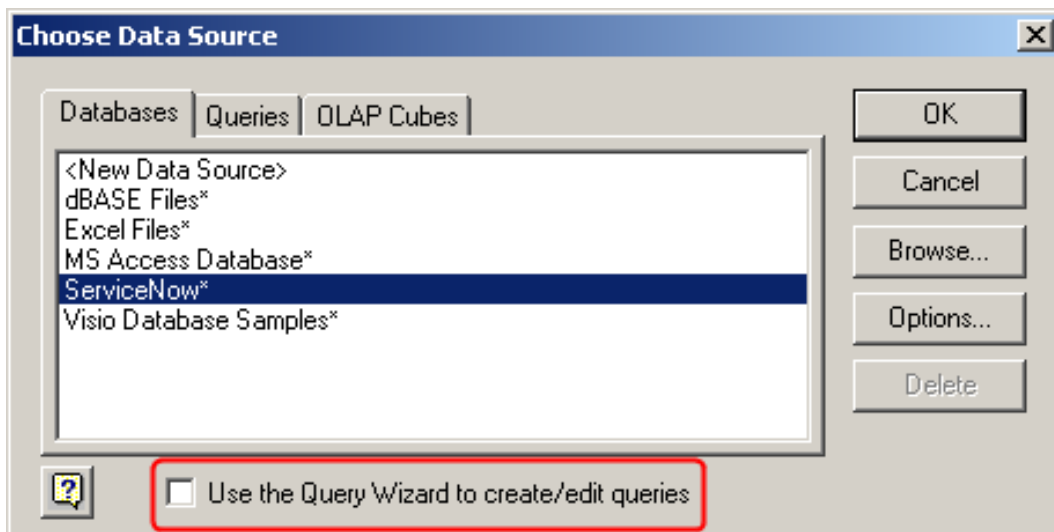 Choose Data Source
Databases Queries OLAP Cubes
<New Data Source>
dBASE Files*
Excel Files*
MS Access Database*
ServiceNow*
Visio Database Samples*
OK
Cancel
Browse...
Options...
Delete
Use the Query Wizard to create/edit queries